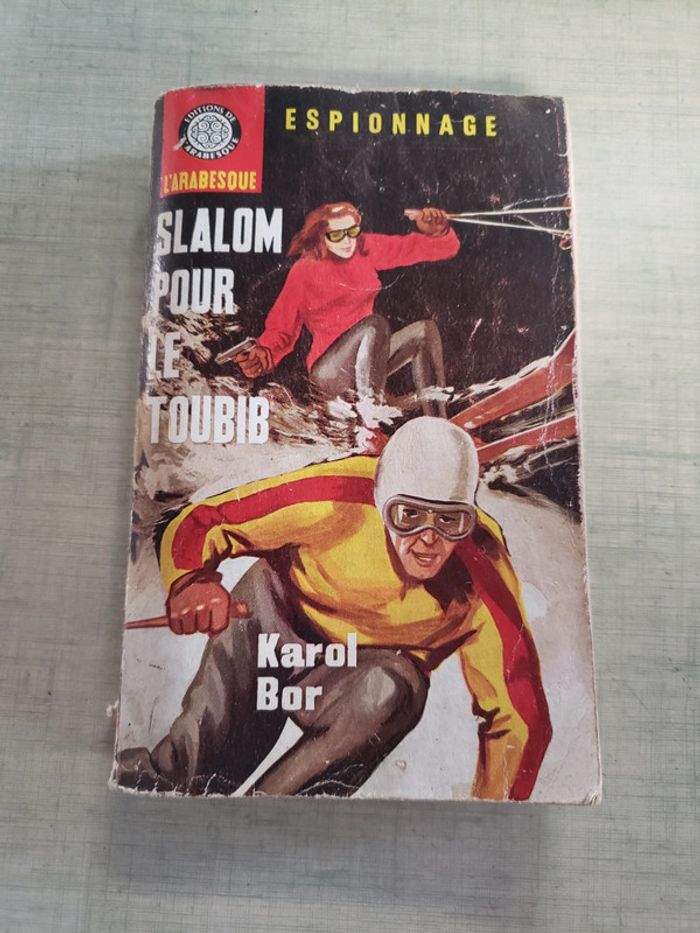 EDITIONS DE
L'ARABESQUE
L'ARABESQUE
ESPIONNAGE
SLALOM
POUR
LE
TOUBIB
Karol
Bor